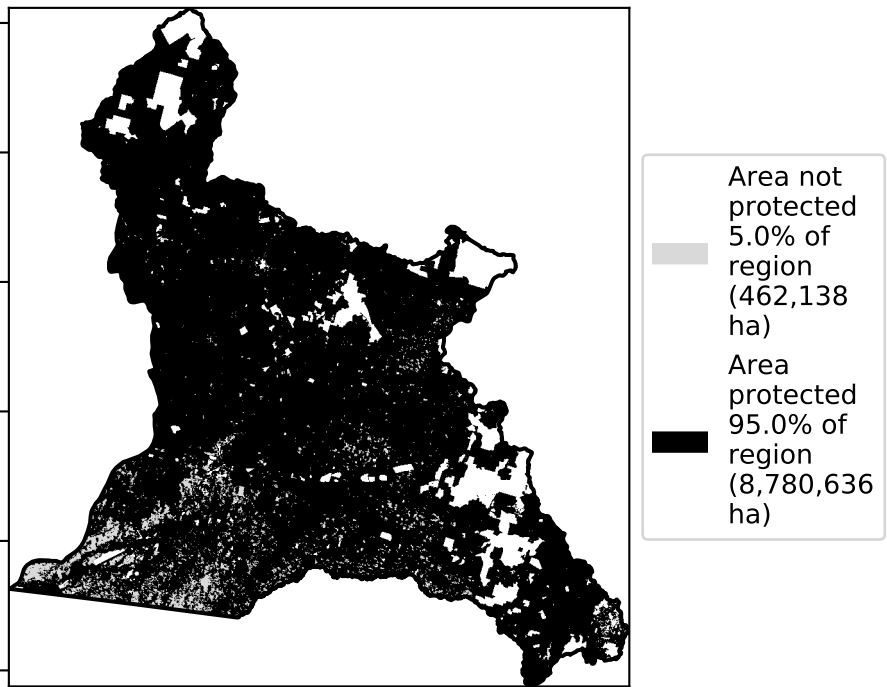 Area not
protected
5.0% of
region
(462,138
ha)
Area
protected
95.0% of
region
(8,780,636
ha)